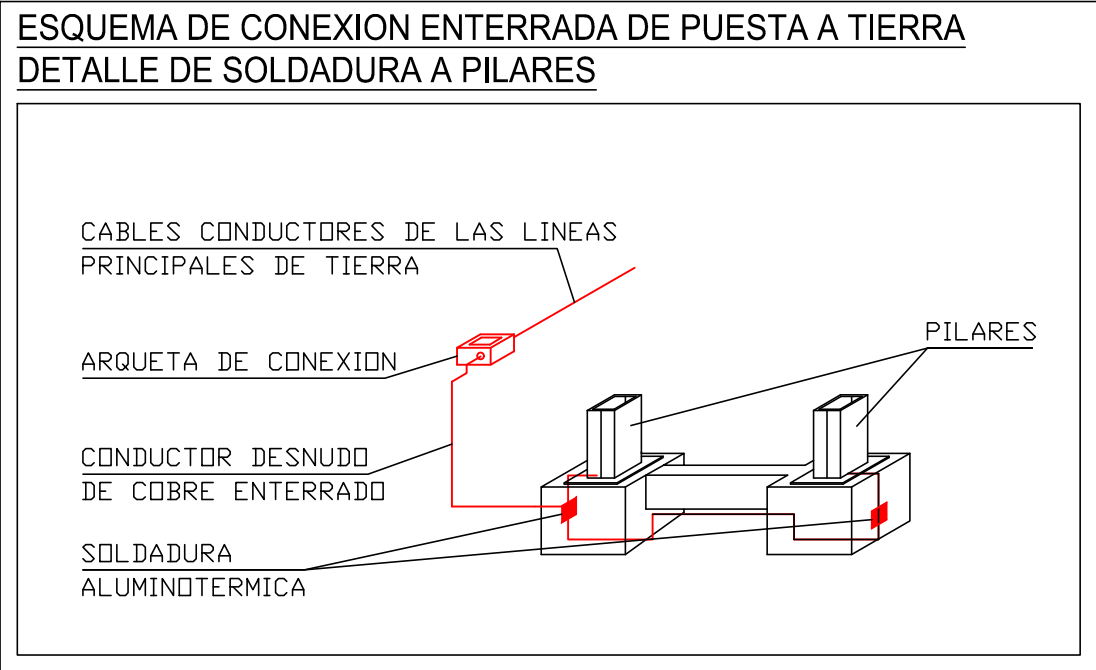 ESQUEMA DE CONEXION ENTERRADA DE PUESTA A TIERRA
DETALLE DE SOLDADURA A PILARES
CABLES CONDUCTORES DE LAS LINEAS
PRINCIPALES DE TIERRA
PILARES
ARQUETA DE CONEXION
CONDUCTOR DESNUDO
DE COBRE ENTERRADO
SOLDADURA
ALUMINOTERMICA